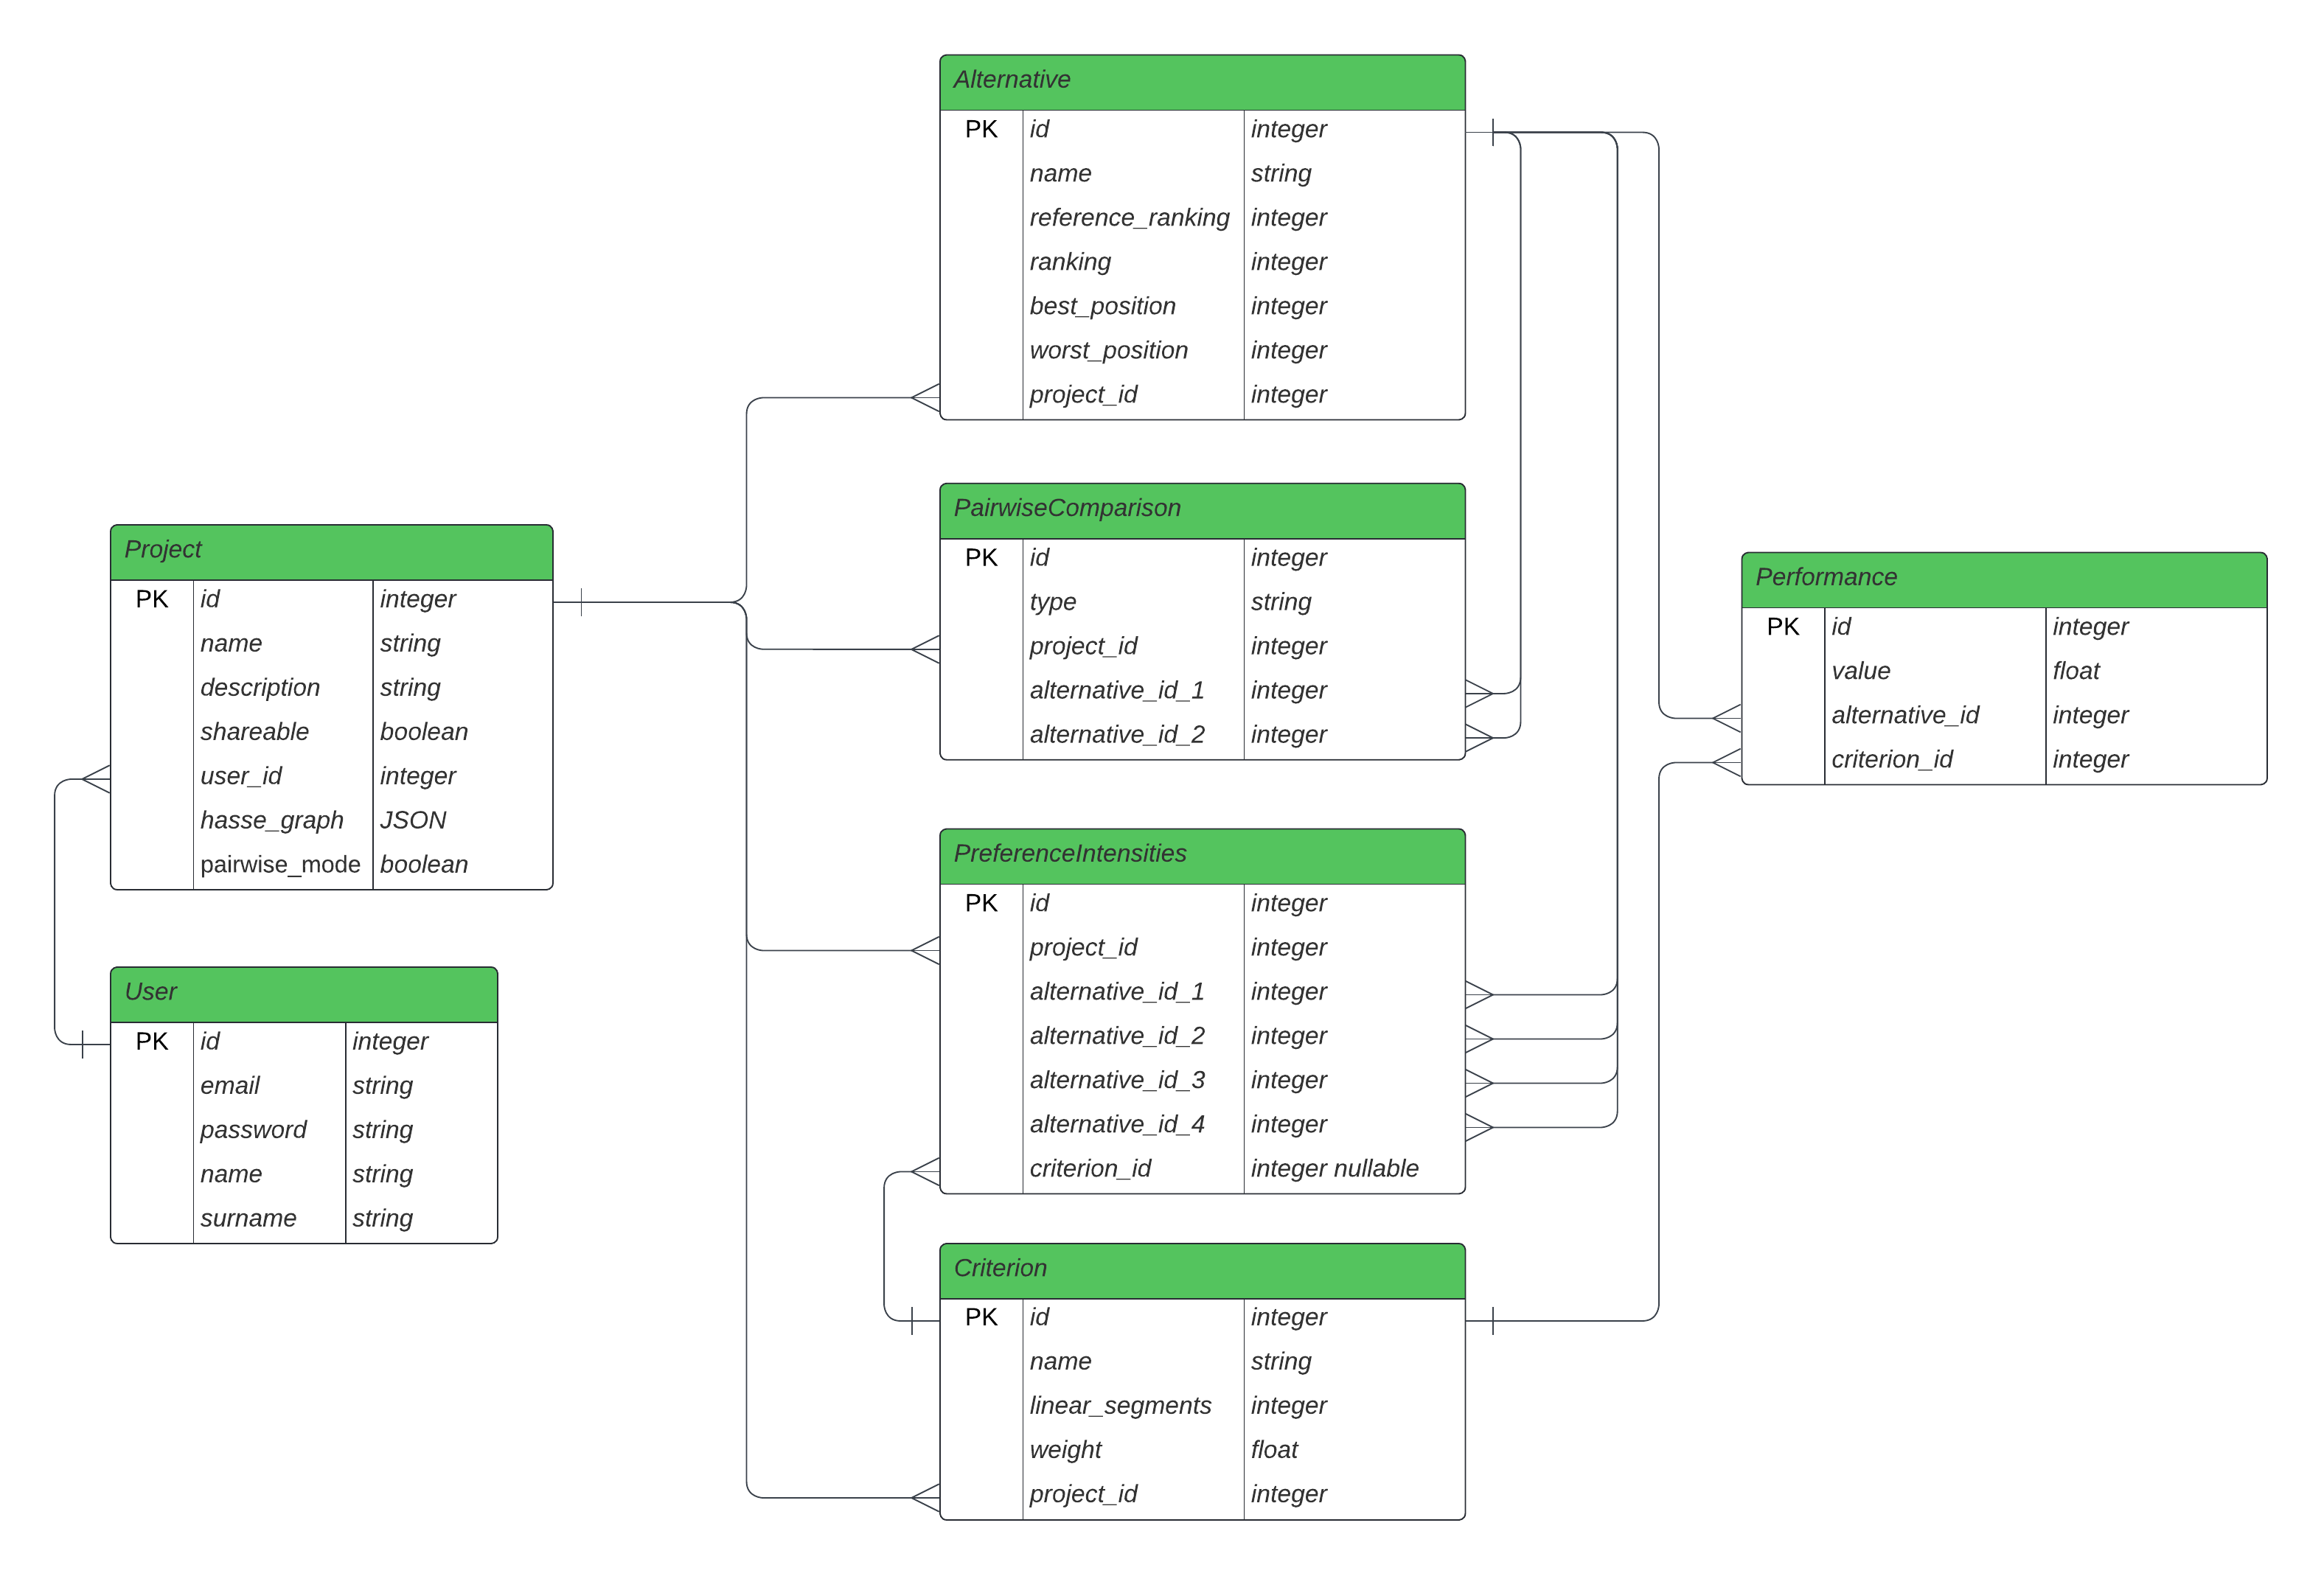 Alternative
PK id integer
name string
reference_ranking integer
ranking integer
best_position integer
worst_position integer
project_id integer
PairwiseComparison
PK id integer
type string
project_id integer
alternative_id_1 integer
alternative_id_2 integer
Project
PK id integer
name string
description string
shareable boolean
user_id integer
hasse_graph JSON
pairwise_mode boolean
Performance
PK id integer
value float
alternative_id integer
criterion_id integer
PreferenceIntensities
PK id integer
project_id integer
alternative_id_1 integer
alternative_id_2 integer
alternative_id_3 integer
alternative_id_4 integer
criterion_id integer nullable
User
PK id integer
email string
password string
name string
surname string
Criterion
PK id integer
name string
linear_segments integer
weight float
project_id integer